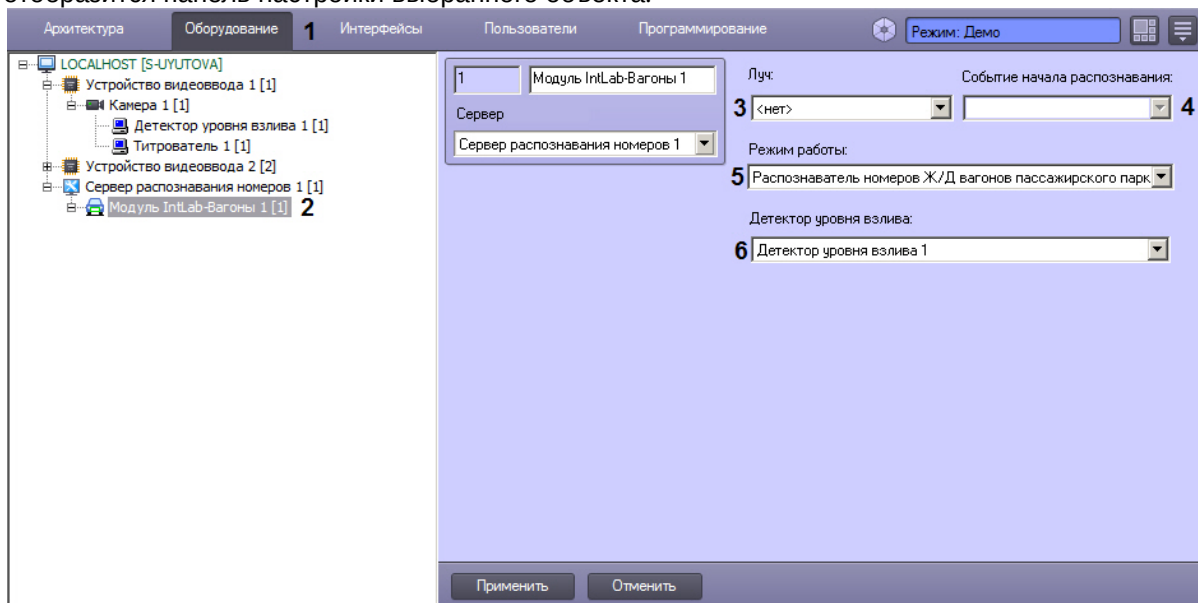 отобразится панель настройки выбранного объекта.
Архитектура Оборудование 1 Интерфейсы Пользователи Программирование Режим: Демо
LOCALHOST [S-UYUTOVA]
Устройство видеоввода 1 [1]
Камера 1 [1]
Детектор уровня взлива 1 [1]
Титрователь 1 [1]
Устройство видеоввода 2 [2]
Сервер распознавания номеров 1 [1]
Модуль IntLab-Вагоны 1 [1] 2
1 Модуль IntLab-Вагоны 1
Сервер
Сервер распознавания номеров 1
Луч: Событие начала распознавания:
3 <нет> 4
Режим работы:
5 Распознаватель номеров Ж/Д вагонов пассажирского парк
Детектор уровня взлива:
6 Детектор уровня взлива 1
Применить Отменить